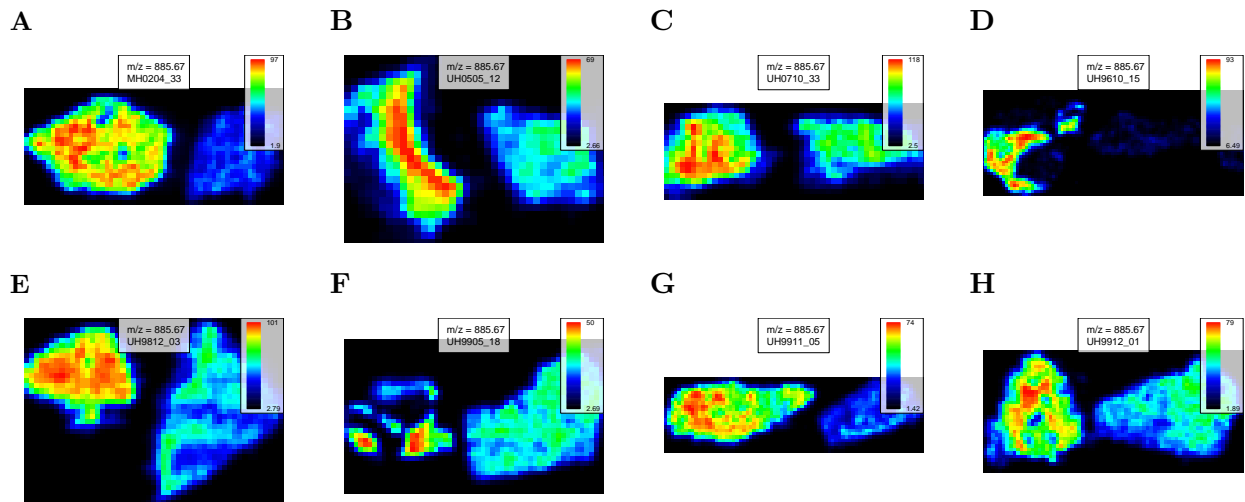 A
m/z = 885.67
MH0204_33
97
1.9
B
m/z = 885.67
UH0505_12
69
2.66
C
m/z = 885.67
UH0710_33
118
2.5
D
m/z = 885.67
UH9610_15
93
6.49
E
m/z = 885.67
UH9812_03
101
2.79
F
m/z = 885.67
UH9905_18
50
2.69
G
m/z = 885.67
UH9911_05
74
1.42
H
m/z = 885.67
UH9912_01
79
1.89